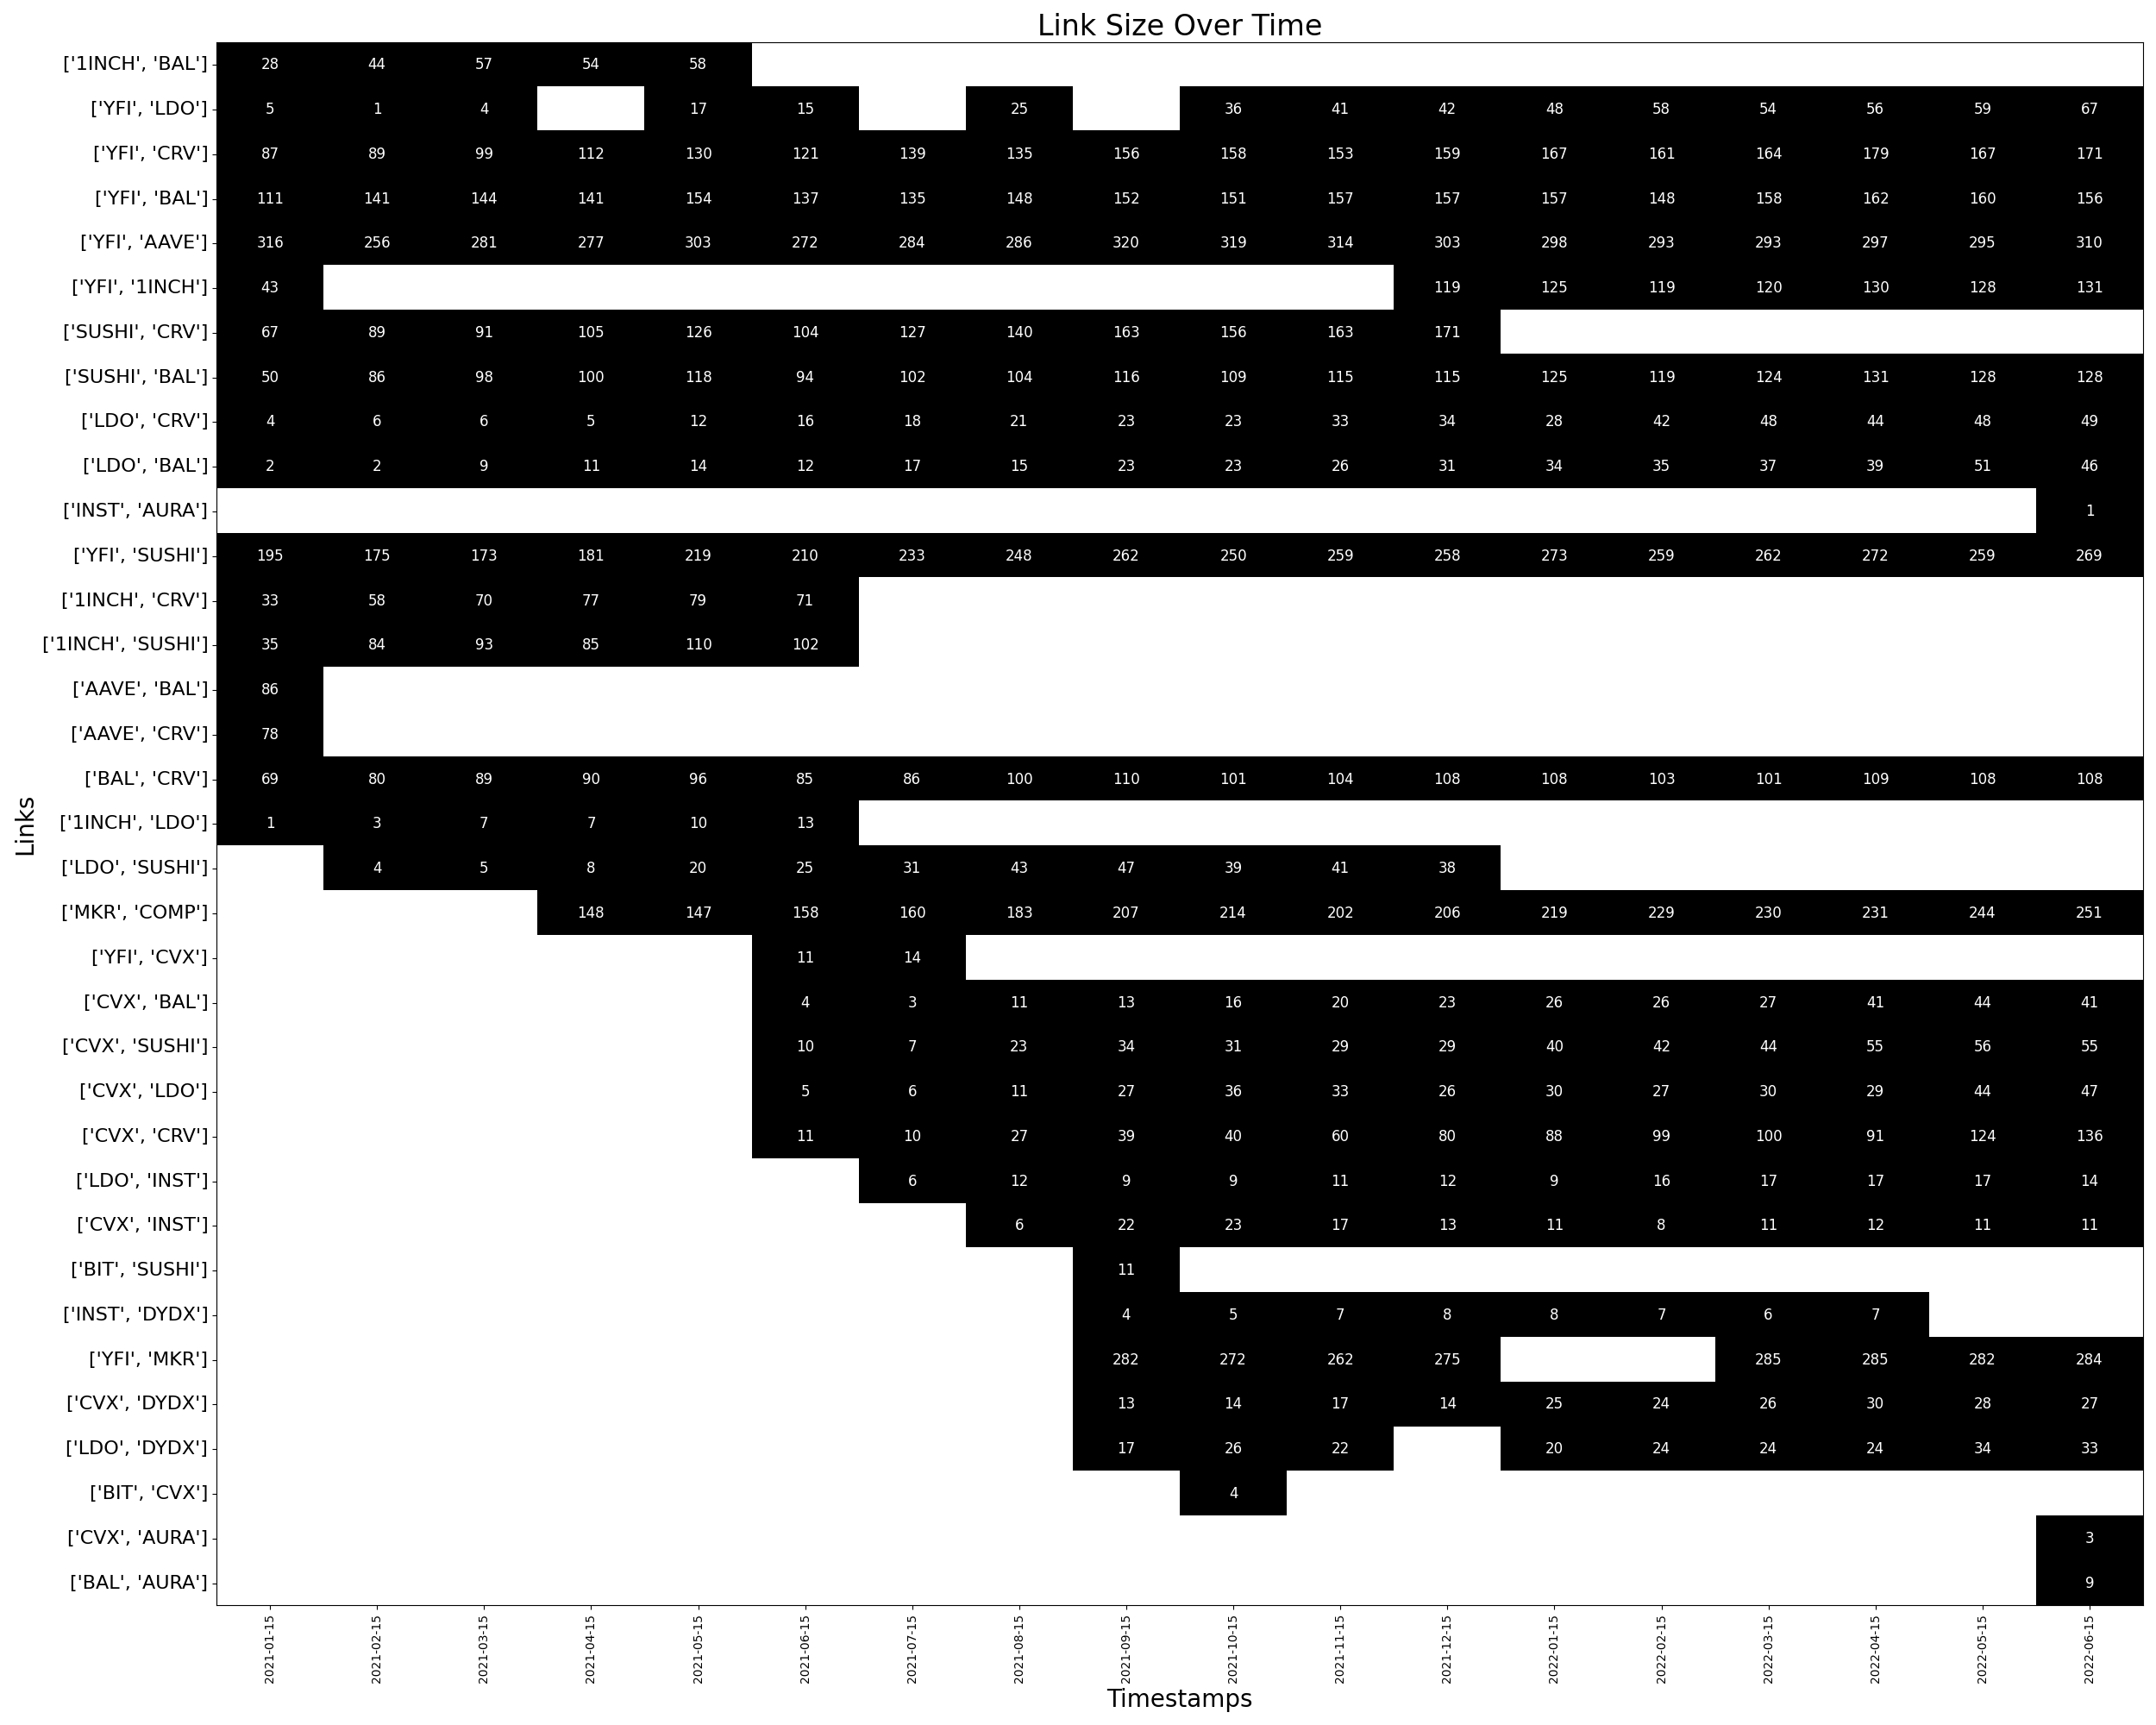 Link Size Over Time
['1INCH', 'BAL'] 28 44 57 54 58
['YFI', 'LDO'] 5 1 4 17 15 25 36 41 42 48 58 54 56 59 67
['YFI', 'CRV'] 87 89 99 112 130 121 139 135 156 158 153 159 167 161 164 179 167 171
['YFI', 'BAL'] 111 141 144 141 154 137 135 148 152 151 157 157 157 148 158 162 160 156
['YFI', 'AAVE'] 316 256 281 277 303 272 284 286 320 319 314 303 298 293 293 297 295 310
['YFI', '1INCH'] 43 119 125 119 120 130 128 131
['SUSHI', 'CRV'] 67 89 91 105 126 104 127 140 163 156 163 171
['SUSHI', 'BAL'] 50 86 98 100 118 94 102 104 116 109 115 115 125 119 124 131 128 128
['LDO', 'CRV'] 4 6 6 5 12 16 18 21 23 23 33 34 28 42 48 44 48 49
['LDO', 'BAL'] 2 2 9 11 14 12 17 15 23 23 26 31 34 35 37 39 51 46
['INST', 'AURA'] 1
['YFI', 'SUSHI'] 195 175 173 181 219 210 233 248 262 250 259 258 273 259 262 272 259 269
['1INCH', 'CRV'] 33 58 70 77 79 71
['1INCH', 'SUSHI'] 35 84 93 85 110 102
['AAVE', 'BAL'] 86
['AAVE', 'CRV'] 78
['BAL', 'CRV'] 69 80 89 90 96 85 86 100 110 101 104 108 108 103 101 109 108 108
['1INCH', 'LDO'] 1 3 7 7 10 13
['LDO', 'SUSHI'] 4 5 8 20 25 31 43 47 39 41 38
['MKR', 'COMP'] 148 147 158 160 183 207 214 202 206 219 229 230 231 244 251
['YFI', 'CVX'] 11 14
['CVX', 'BAL'] 4 3 11 13 16 20 23 26 26 27 41 44 41
['CVX', 'SUSHI'] 10 7 23 34 31 29 29 40 42 44 55 56 55
['CVX', 'LDO'] 5 6 11 27 36 33 26 30 27 30 29 44 47
['CVX', 'CRV'] 11 10 27 39 40 60 80 88 99 100 91 124 136
['LDO', 'INST'] 6 12 9 9 11 12 9 16 17 17 17 14
['CVX', 'INST'] 6 22 23 17 13 11 8 11 12 11 11
['BIT', 'SUSHI'] 11
['INST', 'DYDX'] 4 5 7 8 8 7 6 7
['YFI', 'MKR'] 282 272 262 275 285 285 282 284
['CVX', 'DYDX'] 13 14 17 14 25 24 26 30 28 27
['LDO', 'DYDX'] 17 26 22 20 24 24 24 34 33
['BIT', 'CVX'] 4
['CVX', 'AURA'] 3
['BAL', 'AURA'] 9
Links
2021-01-15 2021-02-15 2021-03-15 2021-04-15 2021-05-15 2021-06-15 2021-07-15 2021-08-15 2021-09-15 2021-10-15 2021-11-15 2021-12-15 2022-01-15 2022-02-15 2022-03-15 2022-04-15 2022-05-15 2022-06-15
Timestamps